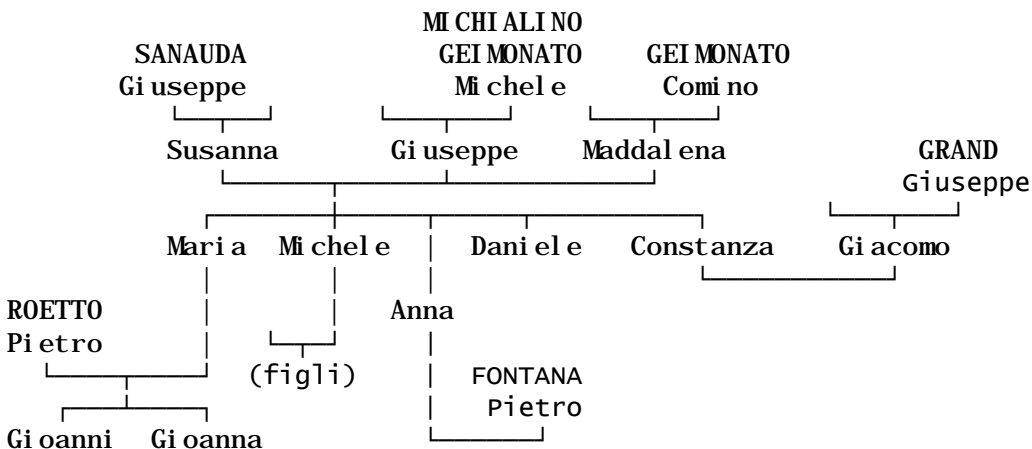 MICHIALINO
SANAUDA GEIMONATO GEIMONATO
Giuseppe Michele Comino
Susanna Giuseppe Maddalena GRAND
Giuseppe
Maria Michele Daniele Constanza Giacomo
ROETTO Anna
Pietro
(figli) FONTANA
Pietro
Gioanni Gioanna